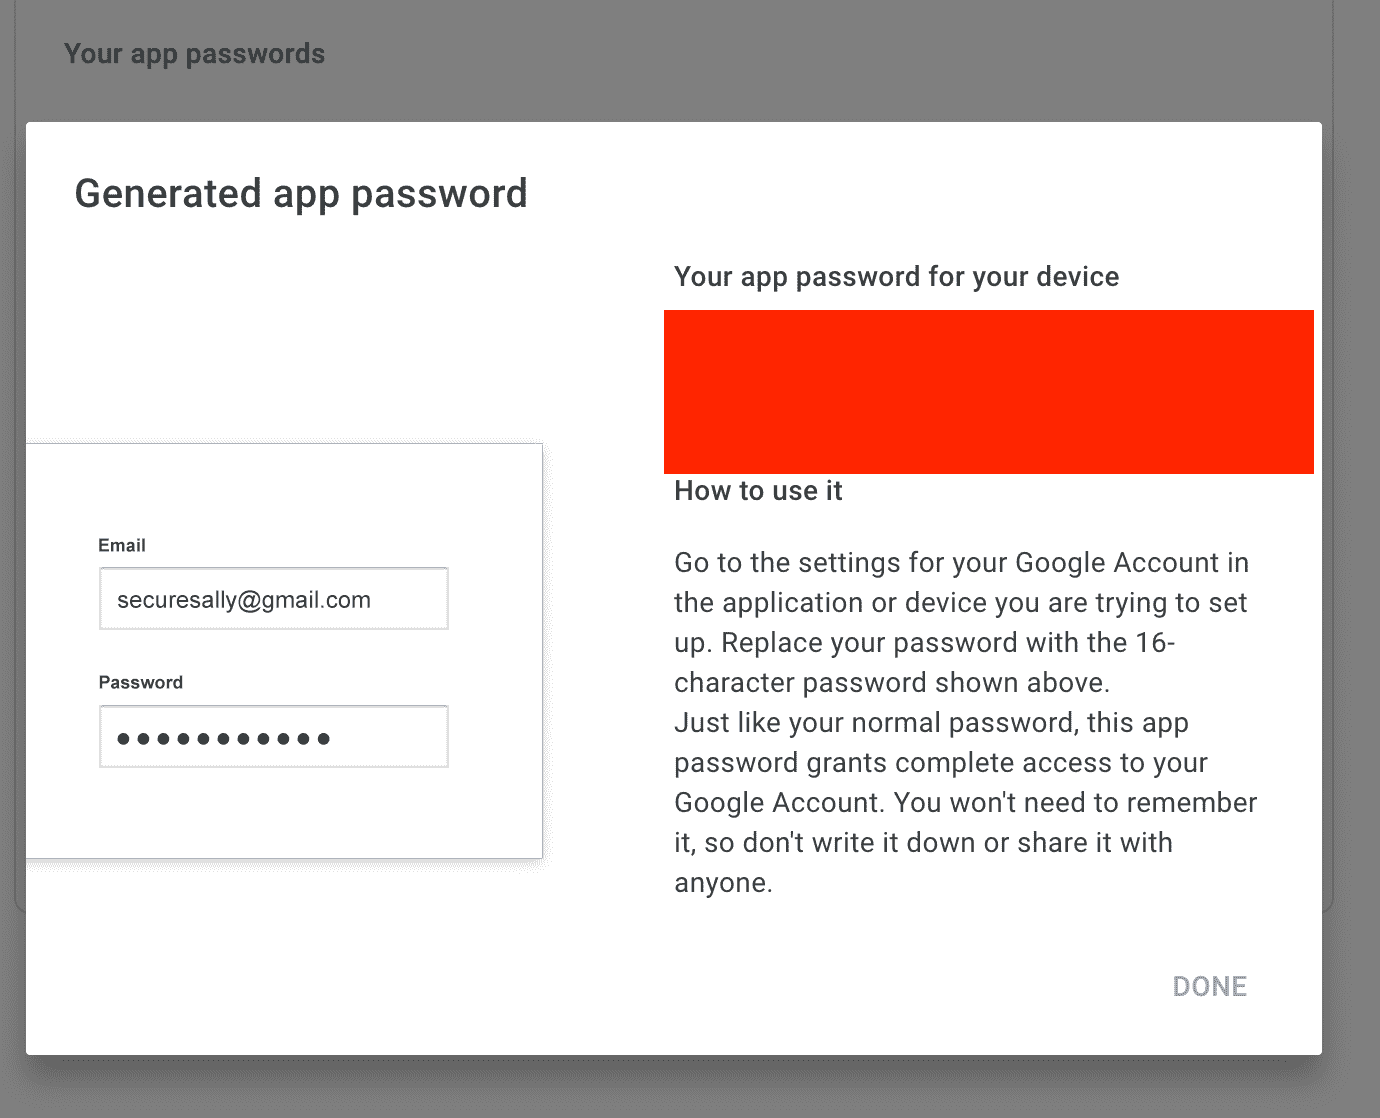 Your app passwords
Generated app password
Your app password for your device
How to use it
Email
securesally@gmail.com
Password
●●●●●●●●●●●
Go to the settings for your Google Account in
the application or device you are trying to set
up. Replace your password with the 16-
character password shown above.
Just like your normal password, this app
password grants complete access to your
Google Account. You won't need to remember
it, so don't write it down or share it with
anyone.
DONE